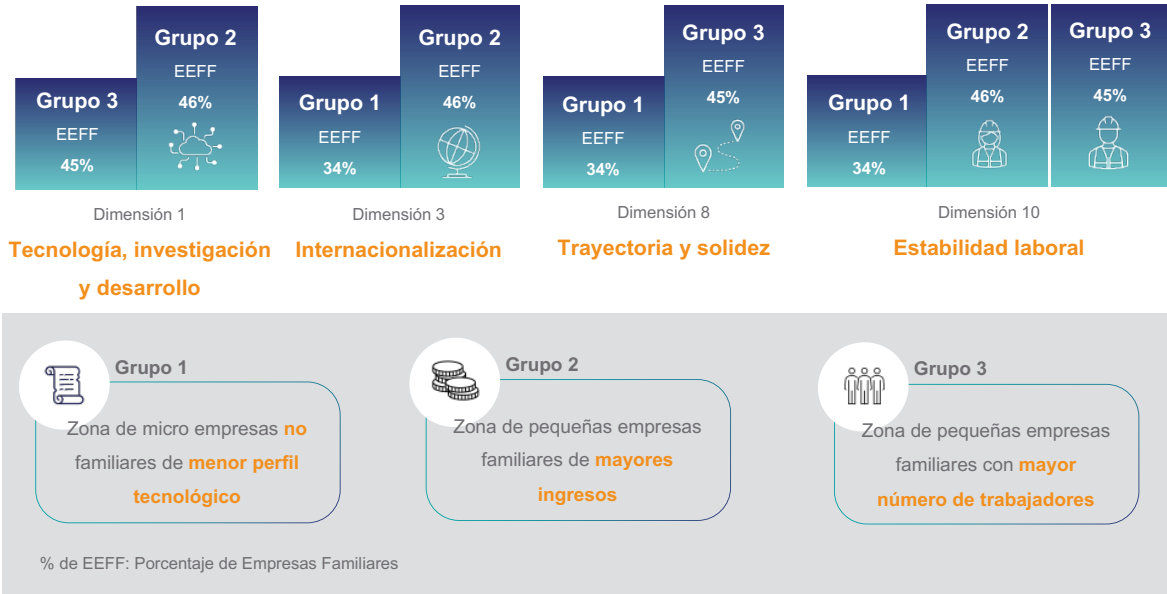 Grupo 3
EEFF
45%
Grupo 2
EEFF
46%
Dimensión 1
Tecnología, investigación
y desarrollo
Grupo 1
EEFF
34%
Grupo 2
EEFF
46%
Dimensión 3
Internacionalización
Grupo 1
EEFF
34%
Grupo 3
EEFF
45%
Dimensión 8
Trayectoria y solidez
Grupo 1
EEFF
34%
Grupo 2
EEFF
46%
Grupo 3
EEFF
45%
Dimensión 10
Estabilidad laboral
Grupo 1
Zona de micro empresas no
familiares de menor perfil
tecnológico
Grupo 2
Zona de pequeñas empresas
familiares de mayores
ingresos
Grupo 3
Zona de pequeñas empresas
familiares con mayor
número de trabajadores
% de EEFF: Porcentaje de Empresas Familiares